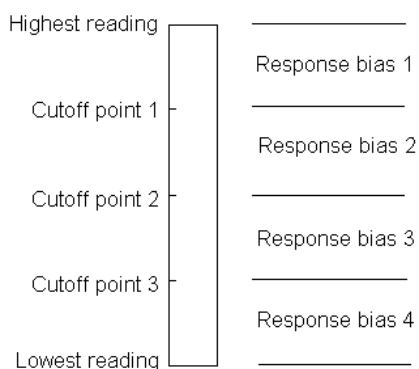 Highest reading
Response bias 1
Cutoff point 1
Response bias 2
Cutoff point 2
Response bias 3
Cutoff point 3
Response bias 4
Lowest reading